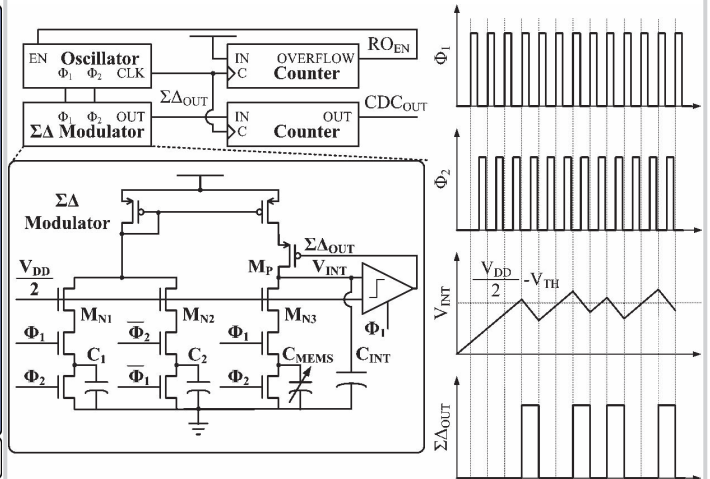 RO_EN
EN Oscillator
Φ₁ Φ₂ CLK
IN OVERFLOW
C Counter
ΣΔ_OUT
Φ₁ Φ₂ OUT
ΣΔ Modulator
IN OUT
C Counter
CDC_OUT
ΣΔ
Modulator
V_DD
2
M_P
ΣΔ_OUT
V_INT
M_N1
M_N2
M_N3
Φ₁
Φ₁
Φ̅₂
Φ₁
C₁
C₂
C_MEMS
C_INT
Φ₂
Φ̅₁
Φ₂
Φ₁
Φ₂
V_DD
2
-V_TH
V_INT
ΣΔ_OUT